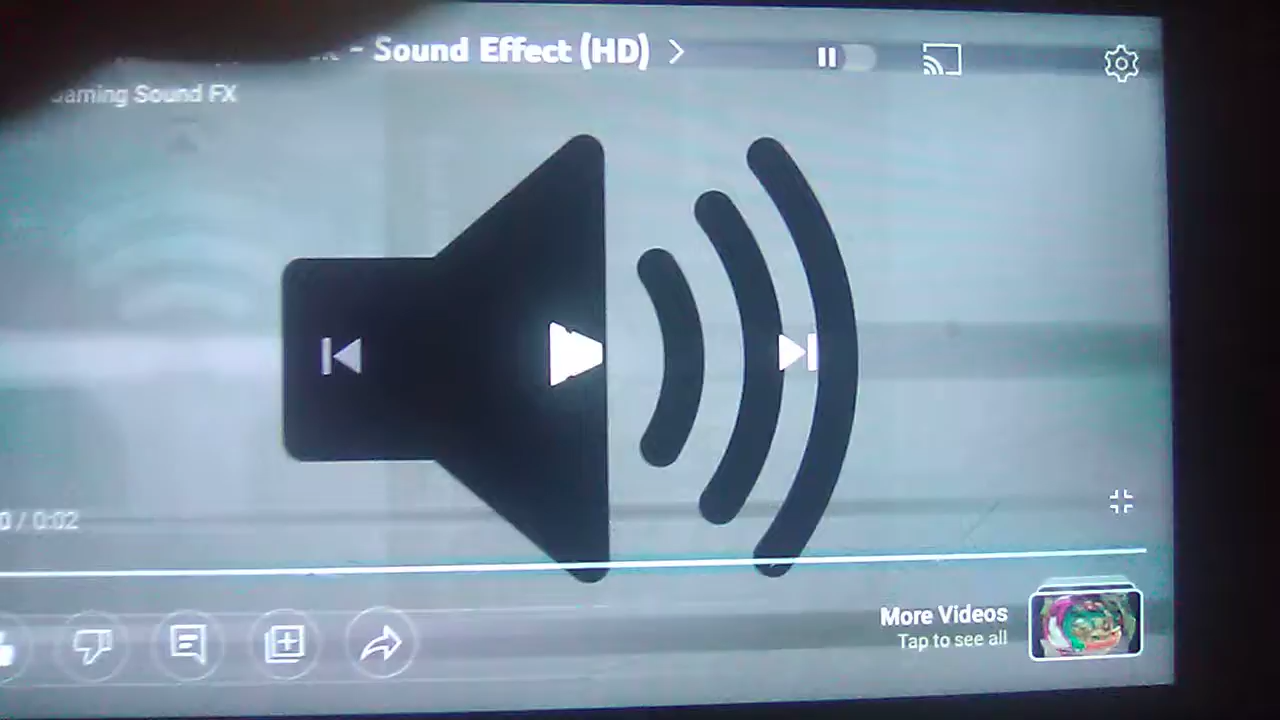 - Sound Effect (HD)
Gaming Sound FX
0 / 0:02
More Videos
Tap to see all